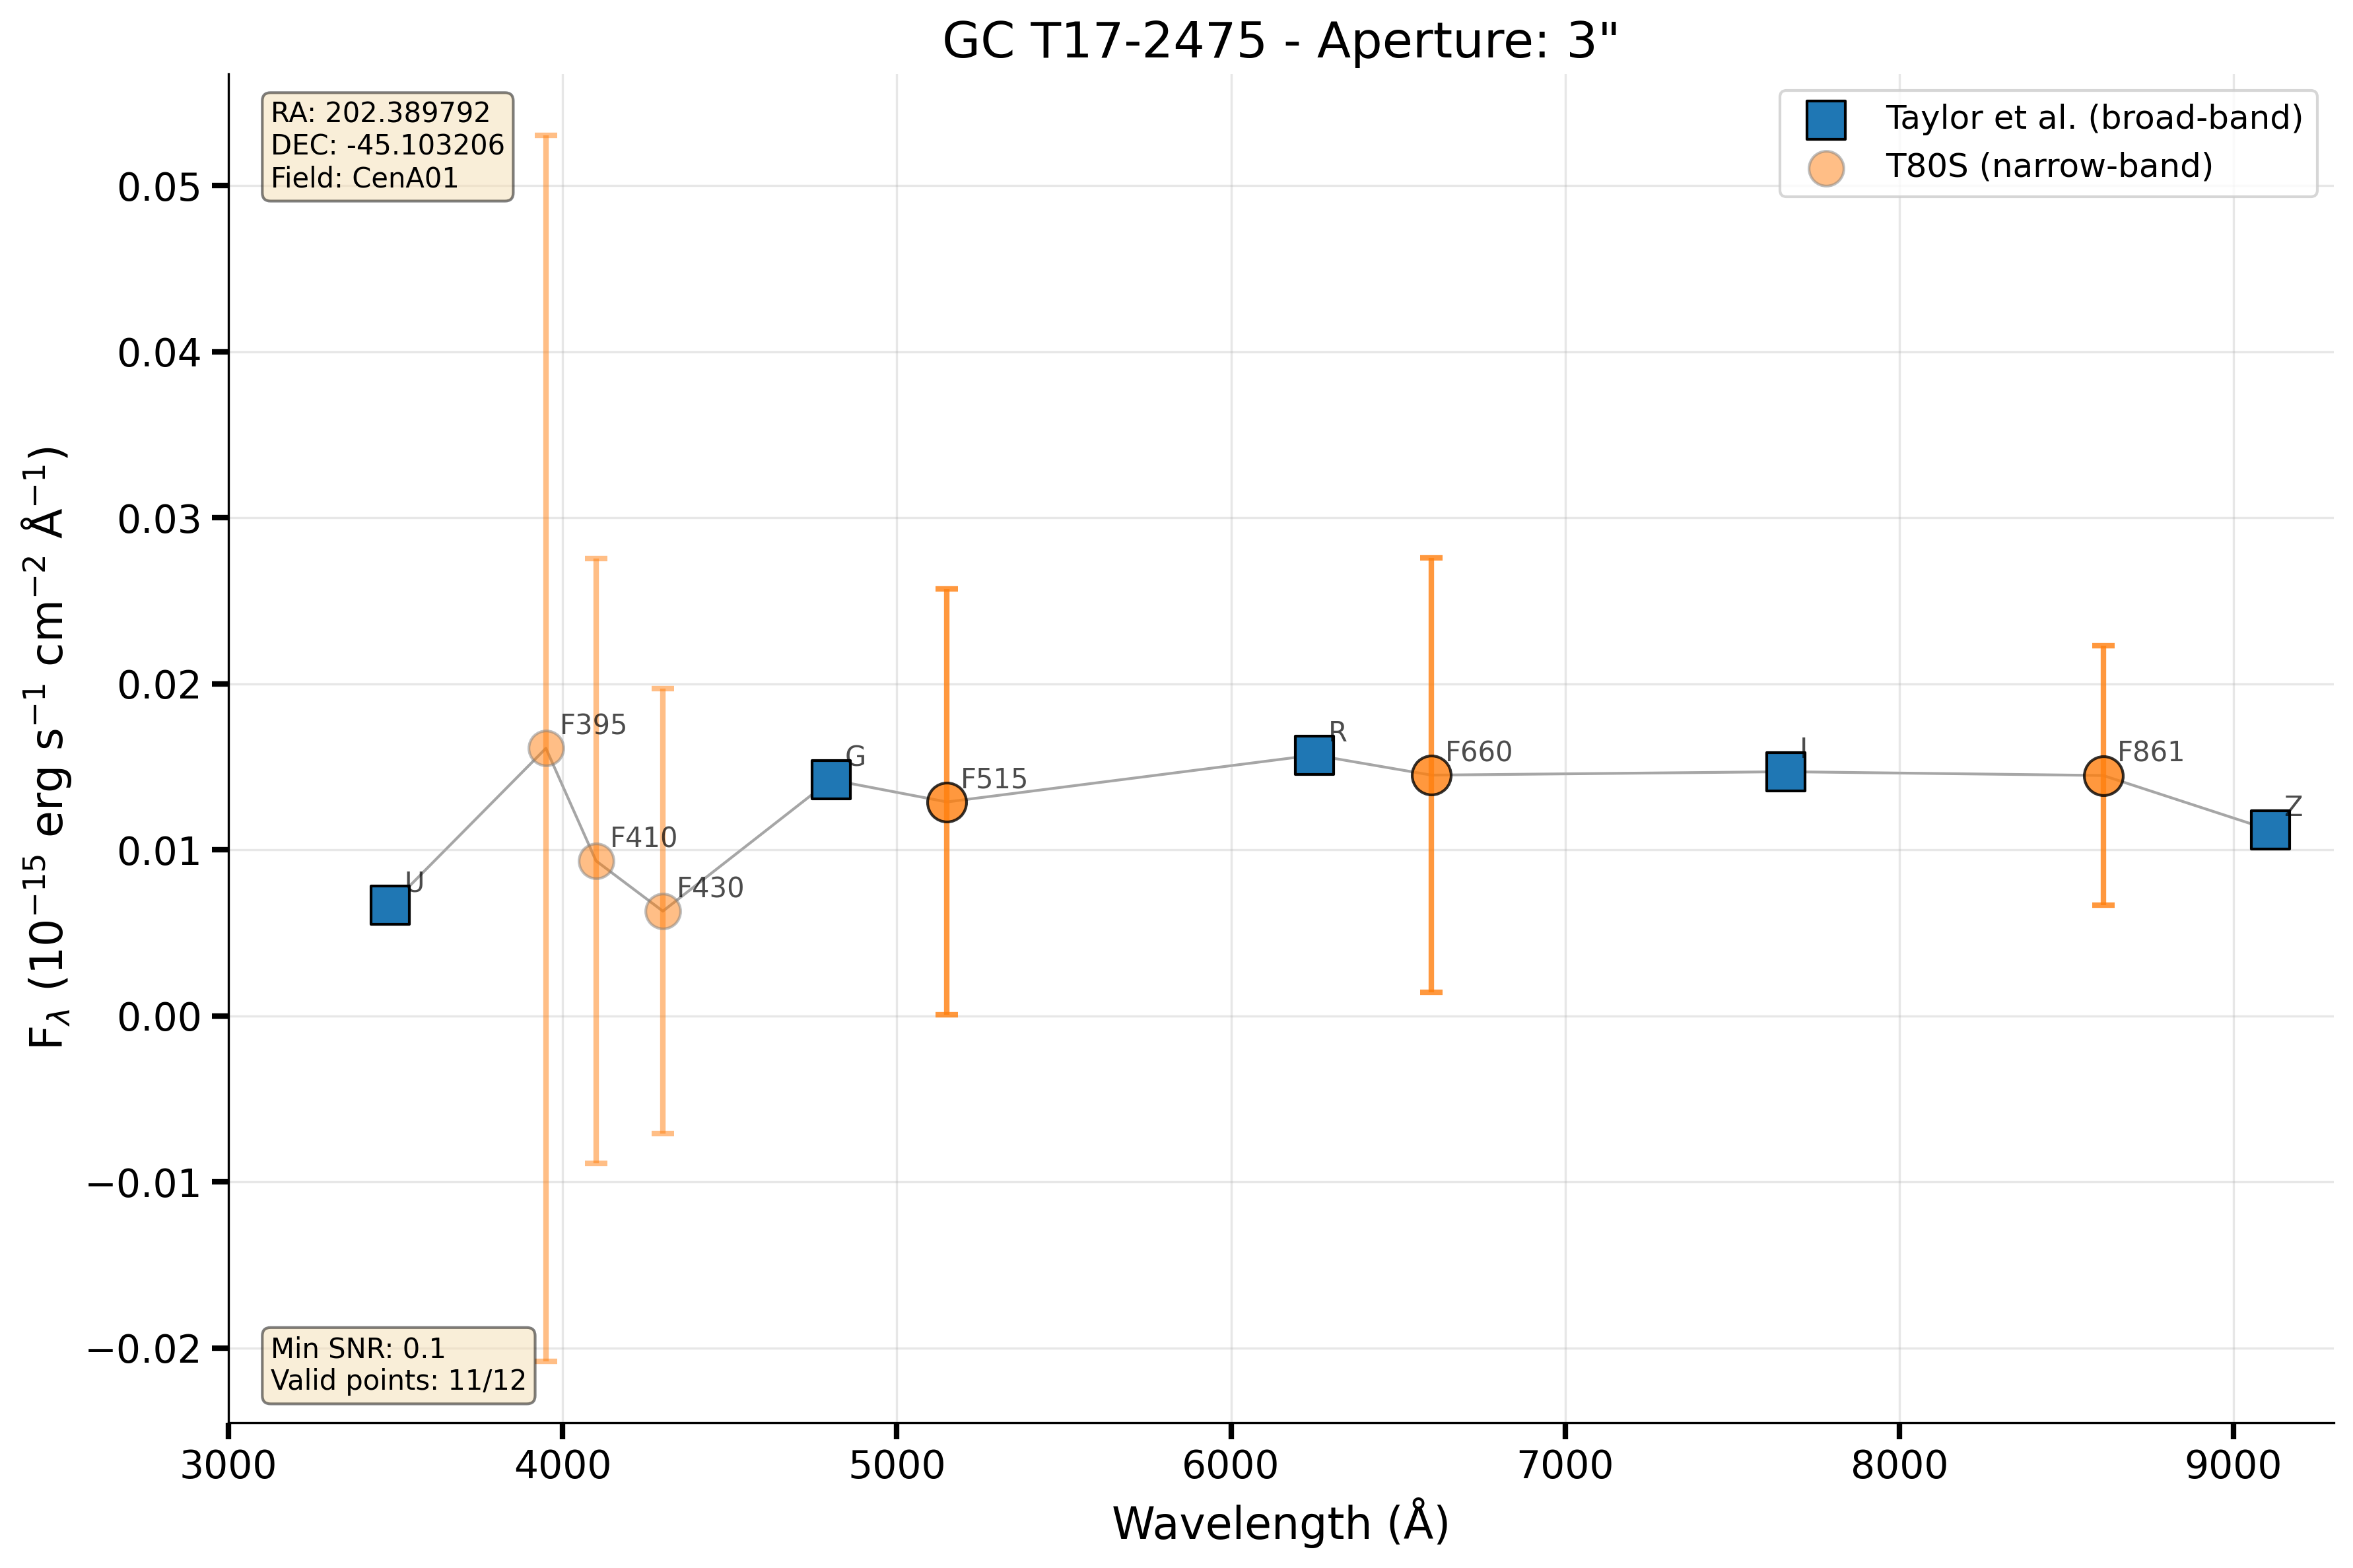 GC T17-2475 - Aperture: 3"
RA: 202.389792
DEC: -45.103206
Field: CenA01
Taylor et al. (broad-band)
T80S (narrow-band)
F_λ (10⁻¹⁵ erg s⁻¹ cm⁻² Å⁻¹)
0.05
0.04
0.03
0.02
0.01
0.00
−0.01
−0.02
U
F395
F410
F430
G
F515
R
F660
I
F861
Z
Min SNR: 0.1
Valid points: 11/12
3000 4000 5000 6000 7000 8000 9000
Wavelength (Å)